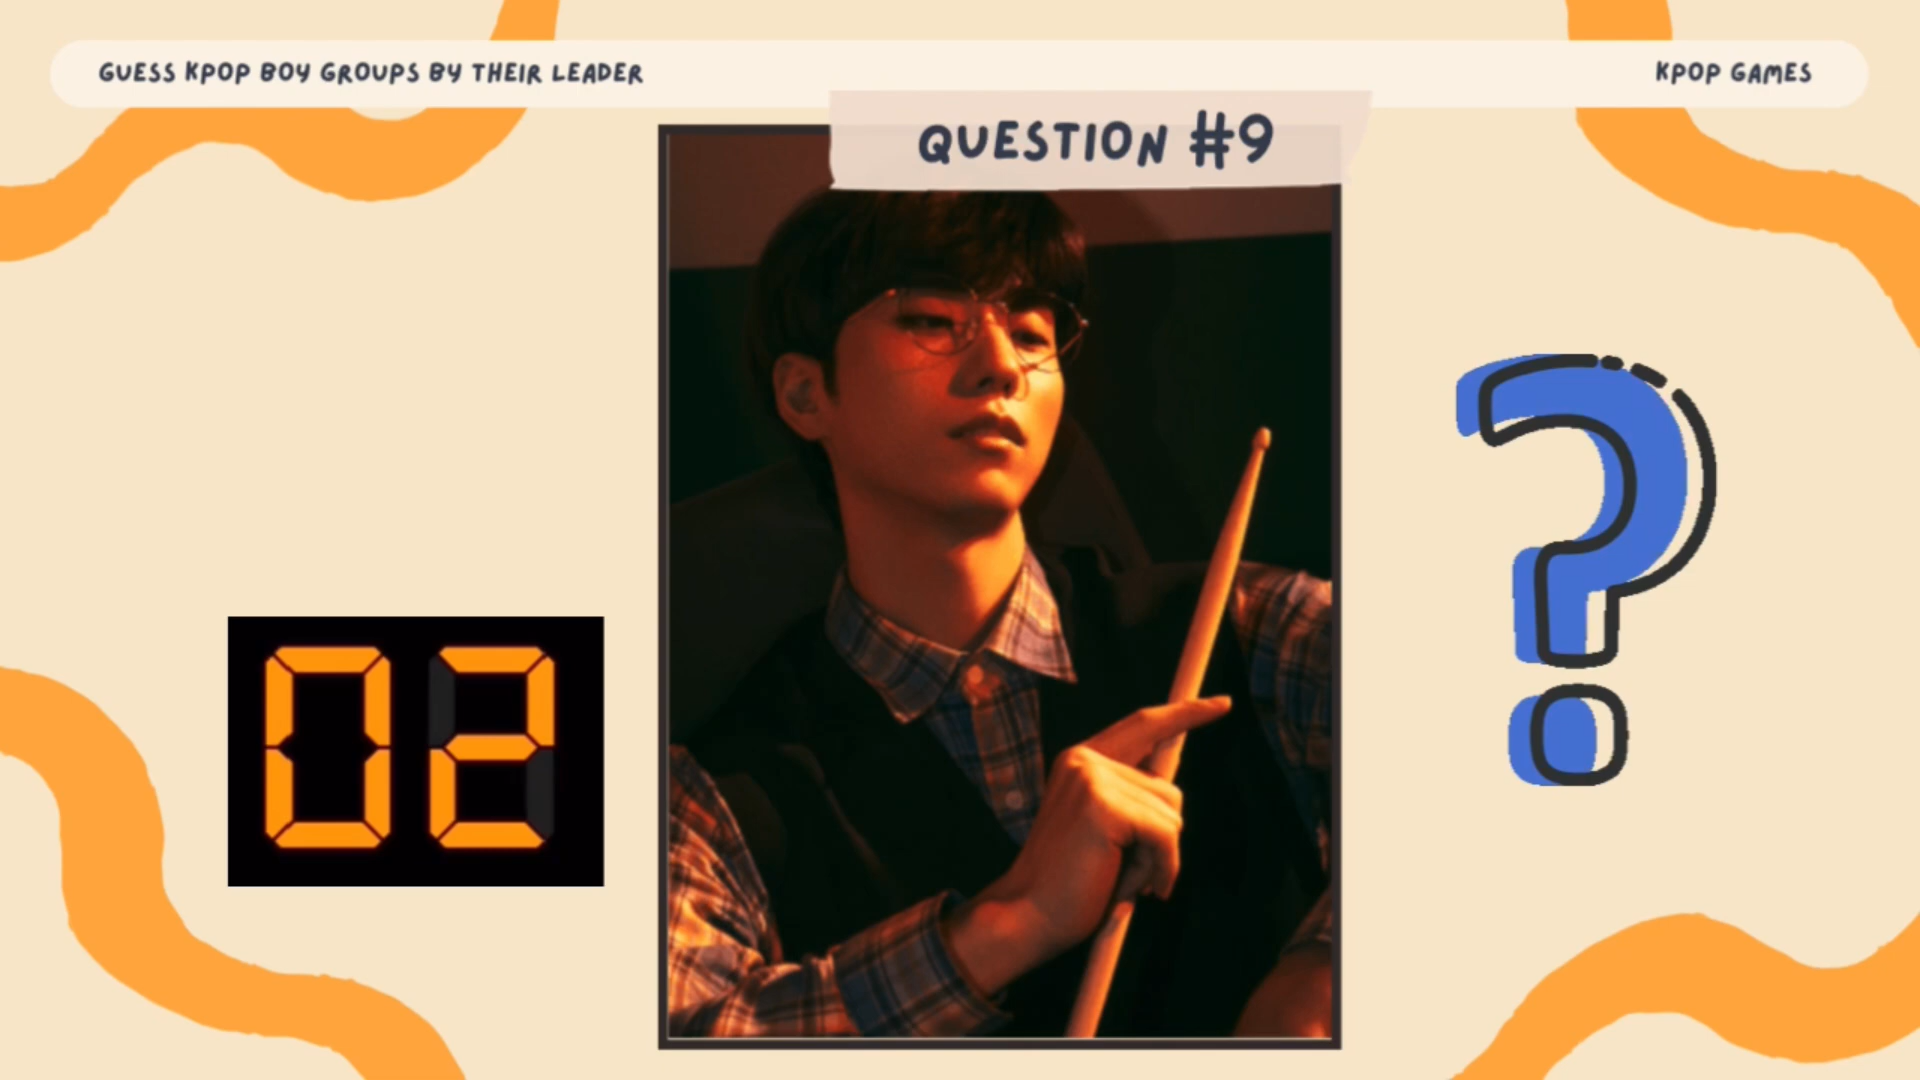 GUESS KPOP BOY GROUPS BY THEIR LEADER
KPOP GAMES
QUESTION #9
02
?